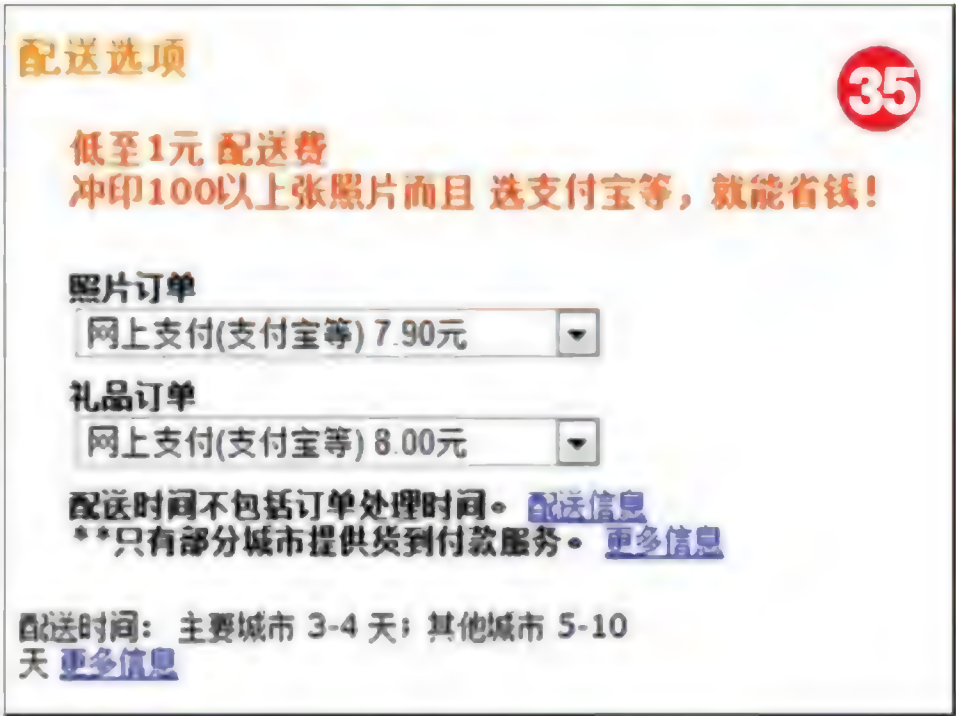 配送选项
35
低至1元 配送费
冲印100以上张照片而且 选支付宝等，就能省钱！
照片订单
网上支付(支付宝等) 7.90元
礼品订单
网上支付(支付宝等) 8.00元
配送时间不包括订单处理时间。 配送信息
**只有部分城市提供货到付款服务。 更多信息
配送时间： 主要城市 3-4 天；其他城市 5-10
天 更多信息